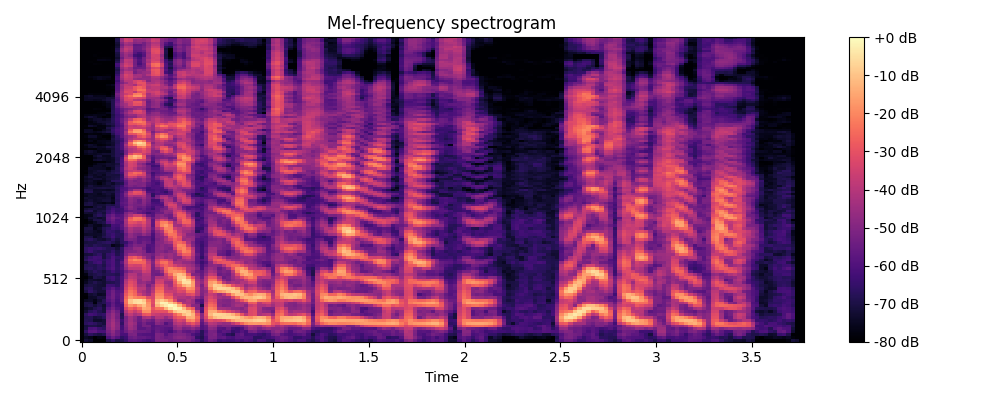 Mel-frequency spectrogram
+0 dB
-10 dB
-20 dB
-30 dB
-40 dB
-50 dB
-60 dB
-70 dB
-80 dB
Hz
4096
2048
1024
512
0
0 0.5 1 1.5 2 2.5 3 3.5
Time